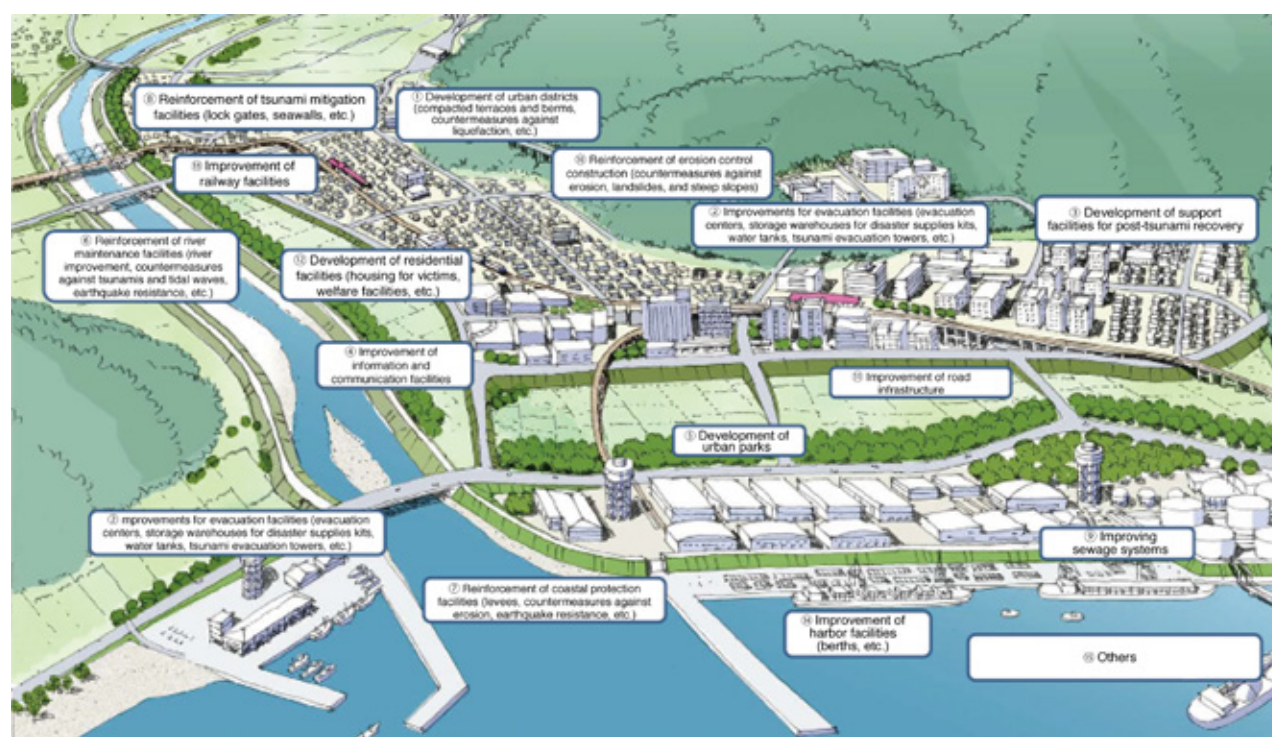 ⑧ Reinforcement of tsunami mitigation
facilities (lock gates, seawalls, etc.)
① Development of urban districts
(compacted terraces and berms,
countermeasures against
liquefaction, etc.)
⑬ Improvement of
railway facilities
⑩ Reinforcement of erosion control
construction (countermeasures against
erosion, landslides, and steep slopes)
② Improvements for evacuation facilities (evacuation
centers, storage warehouses for disaster supplies kits,
water tanks, tsunami evacuation towers, etc.)
③ Development of support
facilities for post-tsunami recovery
⑥ Reinforcement of river
maintenance facilities (river
improvement, countermeasures
against tsunamis and tidal waves,
earthquake resistance, etc.)
⑫ Development of residential
facilities (housing for victims,
welfare facilities, etc.)
④ Improvement of
information and
communication facilities
⑪ Improvement of road
infrastructure
⑤ Development of
urban parks
② mprovements for evacuation facilities (evacuation
centers, storage warehouses for disaster supplies kits,
water tanks, tsunami evacuation towers, etc.)
⑨ Improving
sewage systems
⑦ Reinforcement of coastal protection
facilities (levees, countermeasures against
erosion, earthquake resistance, etc.)
⑭ Improvement of
harbor facilities
(berths, etc.)
⑮ Others